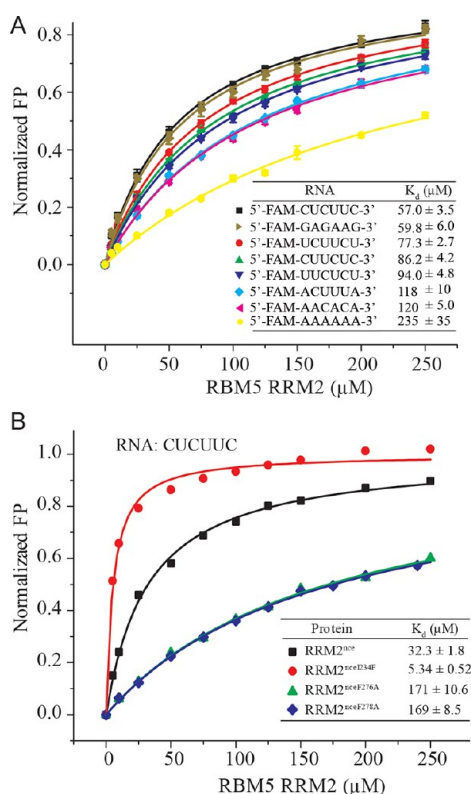 A
Normalizaed FP
0.8
0.6
0.4
0.2
0.0
RNA Kd (μM)
5'-FAM-CUCUUC-3' 57.0 ± 3.5
5'-FAM-GAGAAG-3' 59.8 ± 6.0
5'-FAM-UCUUCU-3' 77.3 ± 2.7
5'-FAM-CUUCUC-3' 86.2 ± 4.2
5'-FAM-UUCUCU-3' 94.0 ± 4.8
5'-FAM-ACUUUA-3' 118 ± 10
5'-FAM-AACACA-3' 120 ± 5.0
5'-FAM-AAAAAA-3' 235 ± 35
0 50 100 150 200 250
RBM5 RRM2 (μM)
B
RNA: CUCUUC
Normalizaed FP
1.0
0.8
0.6
0.4
0.2
0.0
Protein Kd (μM)
RRM2nce 32.3 ± 1.8
RRM2nceI234F 5.34 ± 0.52
RRM2nceF276A 171 ± 10.6
RRM2nceF278A 169 ± 8.5
0 50 100 150 200 250
RBM5 RRM2 (μM)